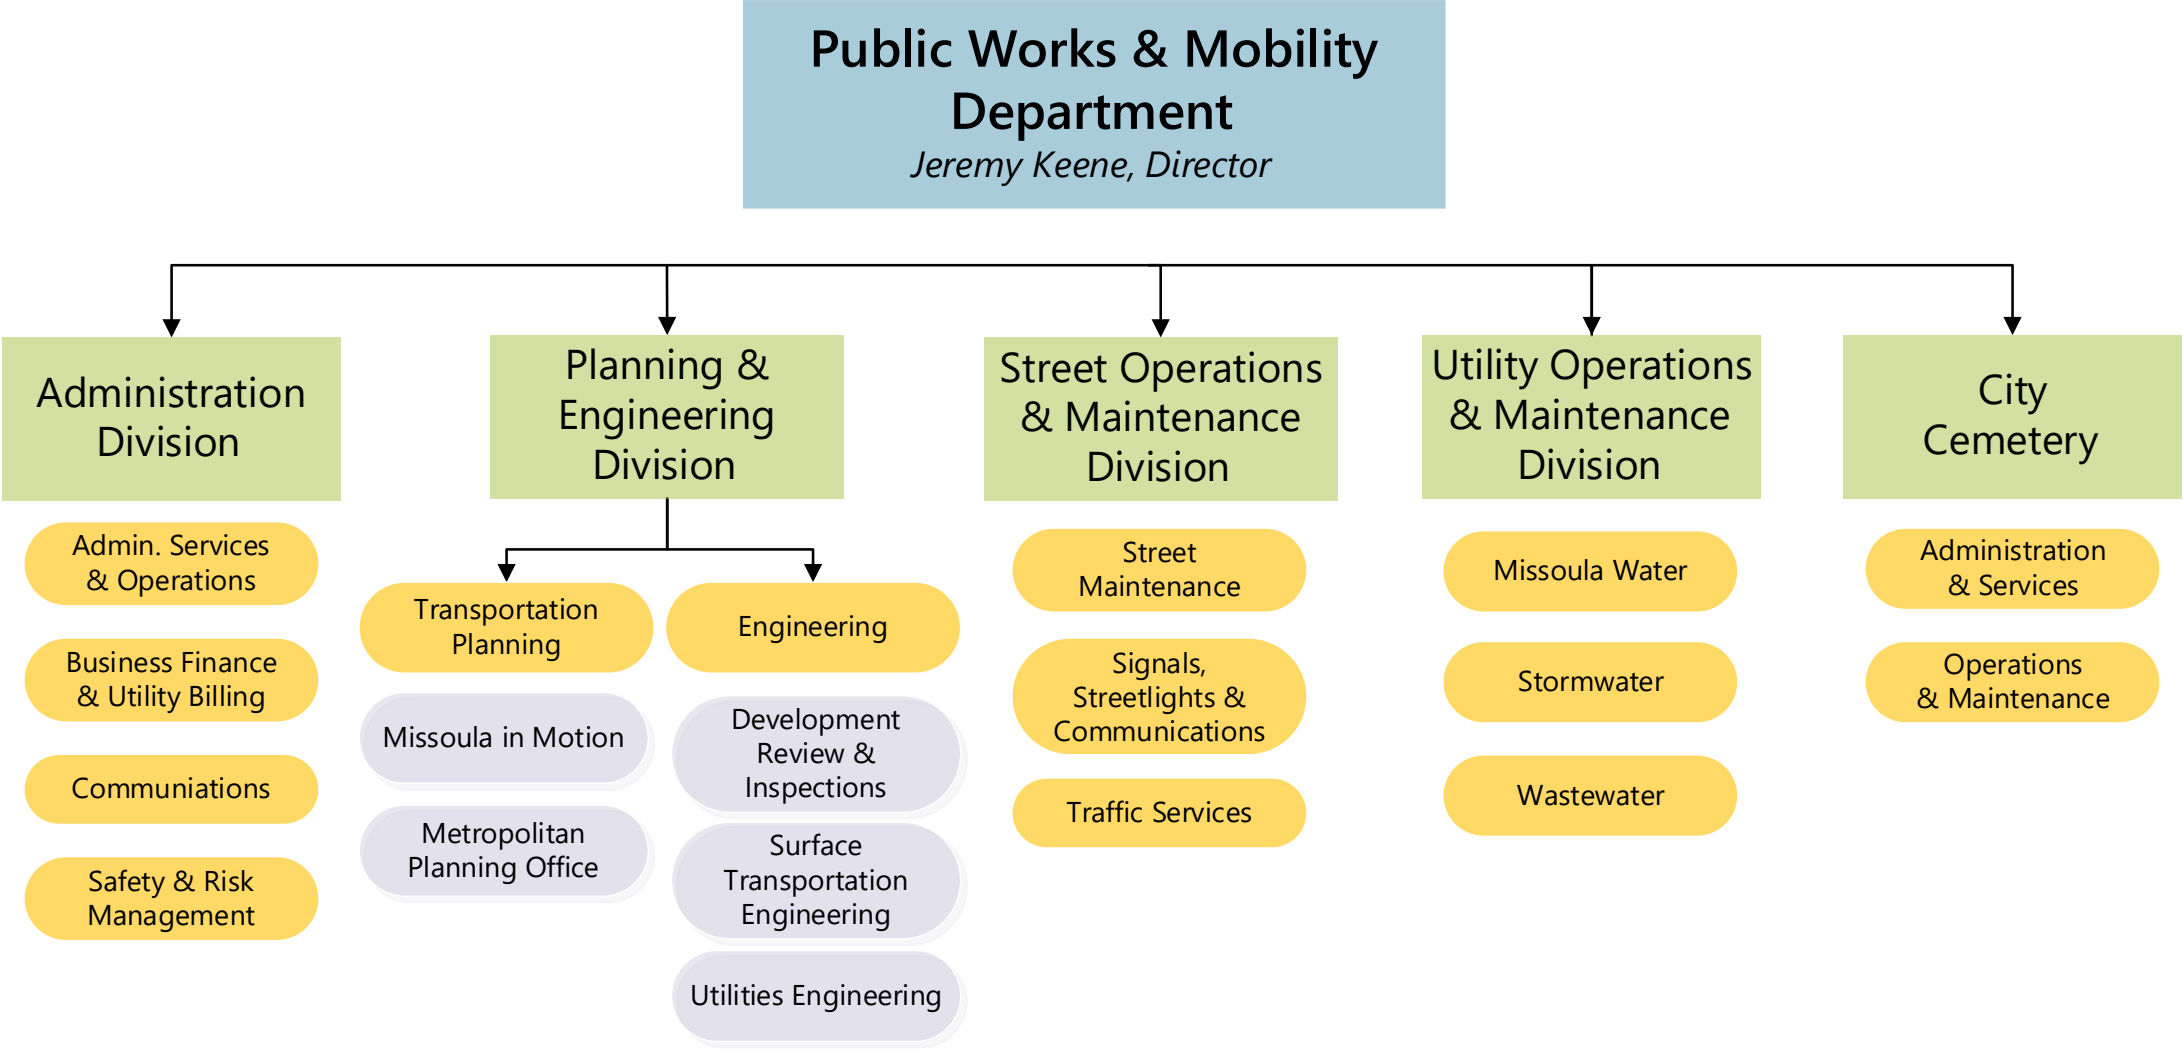 Public Works & Mobility
Department
Jeremy Keene, Director
Administration
Division
Admin. Services
& Operations
Business Finance
& Utility Billing
Communiations
Safety & Risk
Management
Planning &
Engineering
Division
Transportation
Planning
Missoula in Motion
Metropolitan
Planning Office
Engineering
Development
Review &
Inspections
Surface
Transportation
Engineering
Utilities Engineering
Street Operations
& Maintenance
Division
Street
Maintenance
Signals,
Streetlights &
Communications
Traffic Services
Utility Operations
& Maintenance
Division
Missoula Water
Stormwater
Wastewater
City
Cemetery
Administration
& Services
Operations
& Maintenance